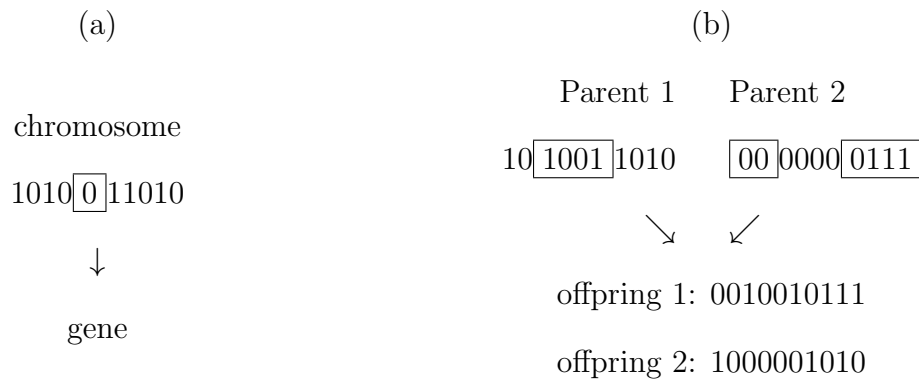 (a)
chromosome
1010 0 11010
↓
gene
(b)
Parent 1 Parent 2
10 1001 1010 00 0000 0111
↘ ↙
offpring 1: 0010010111
offpring 2: 1000001010